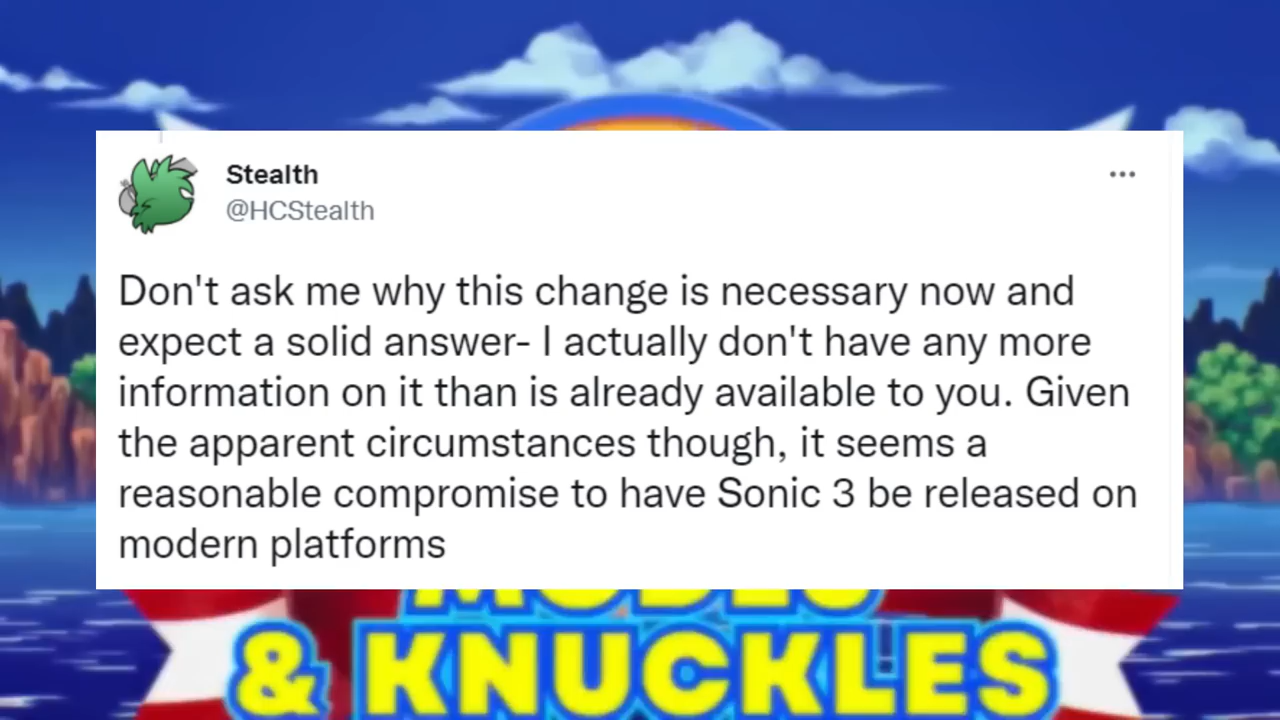 Stealth
@HCStealth
Don't ask me why this change is necessary now and
expect a solid answer- I actually don't have any more
information on it than is already available to you. Given
the apparent circumstances though, it seems a
reasonable compromise to have Sonic 3 be released on
modern platforms
& KNUCKLES